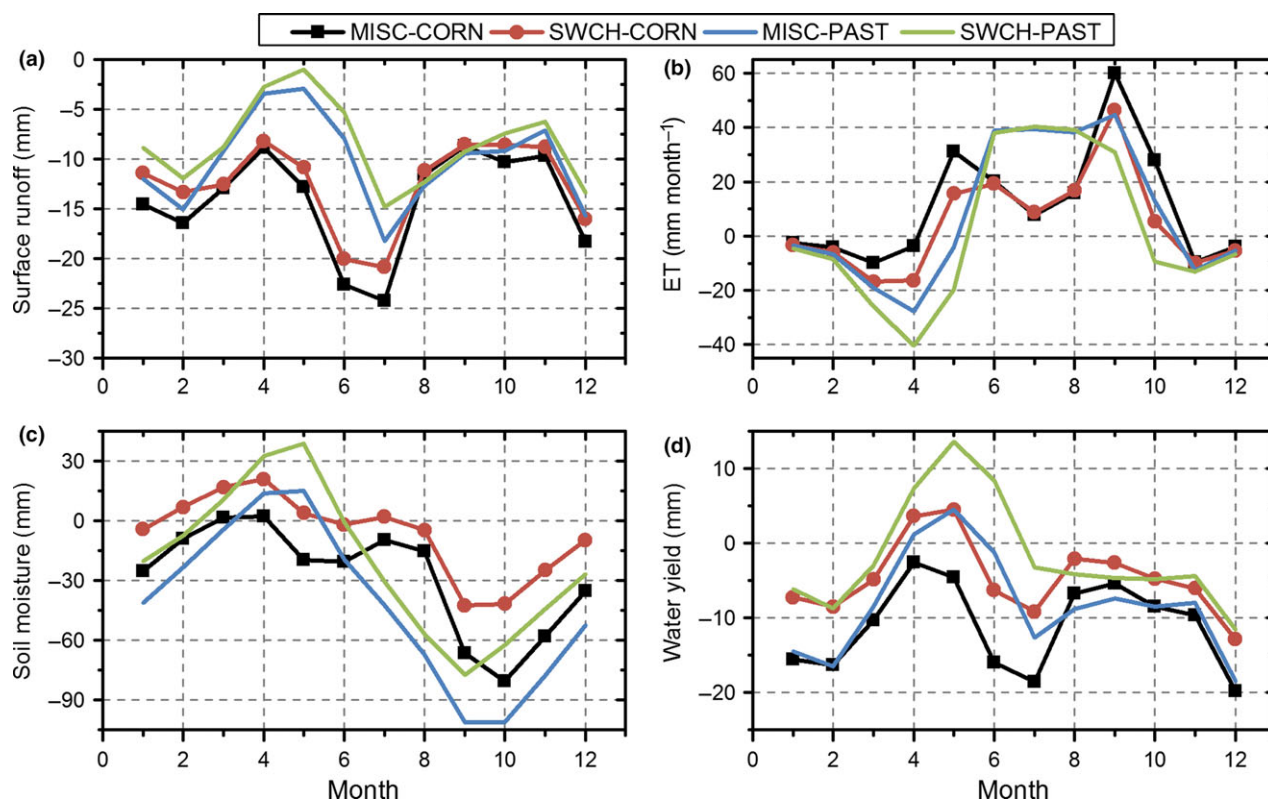 MISC-CORN SWCH-CORN MISC-PAST SWCH-PAST
(a)
Surface runoff (mm)
0
−5
−10
−15
−20
−25
−30
0 2 4 6 8 10 12
(b)
ET (mm month⁻¹)
60
40
20
0
−20
−40
0 2 4 6 8 10 12
(c)
Soil moisture (mm)
30
0
−30
−60
−90
0 2 4 6 8 10 12
Month
(d)
Water yield (mm)
10
0
−10
−20
0 2 4 6 8 10 12
Month